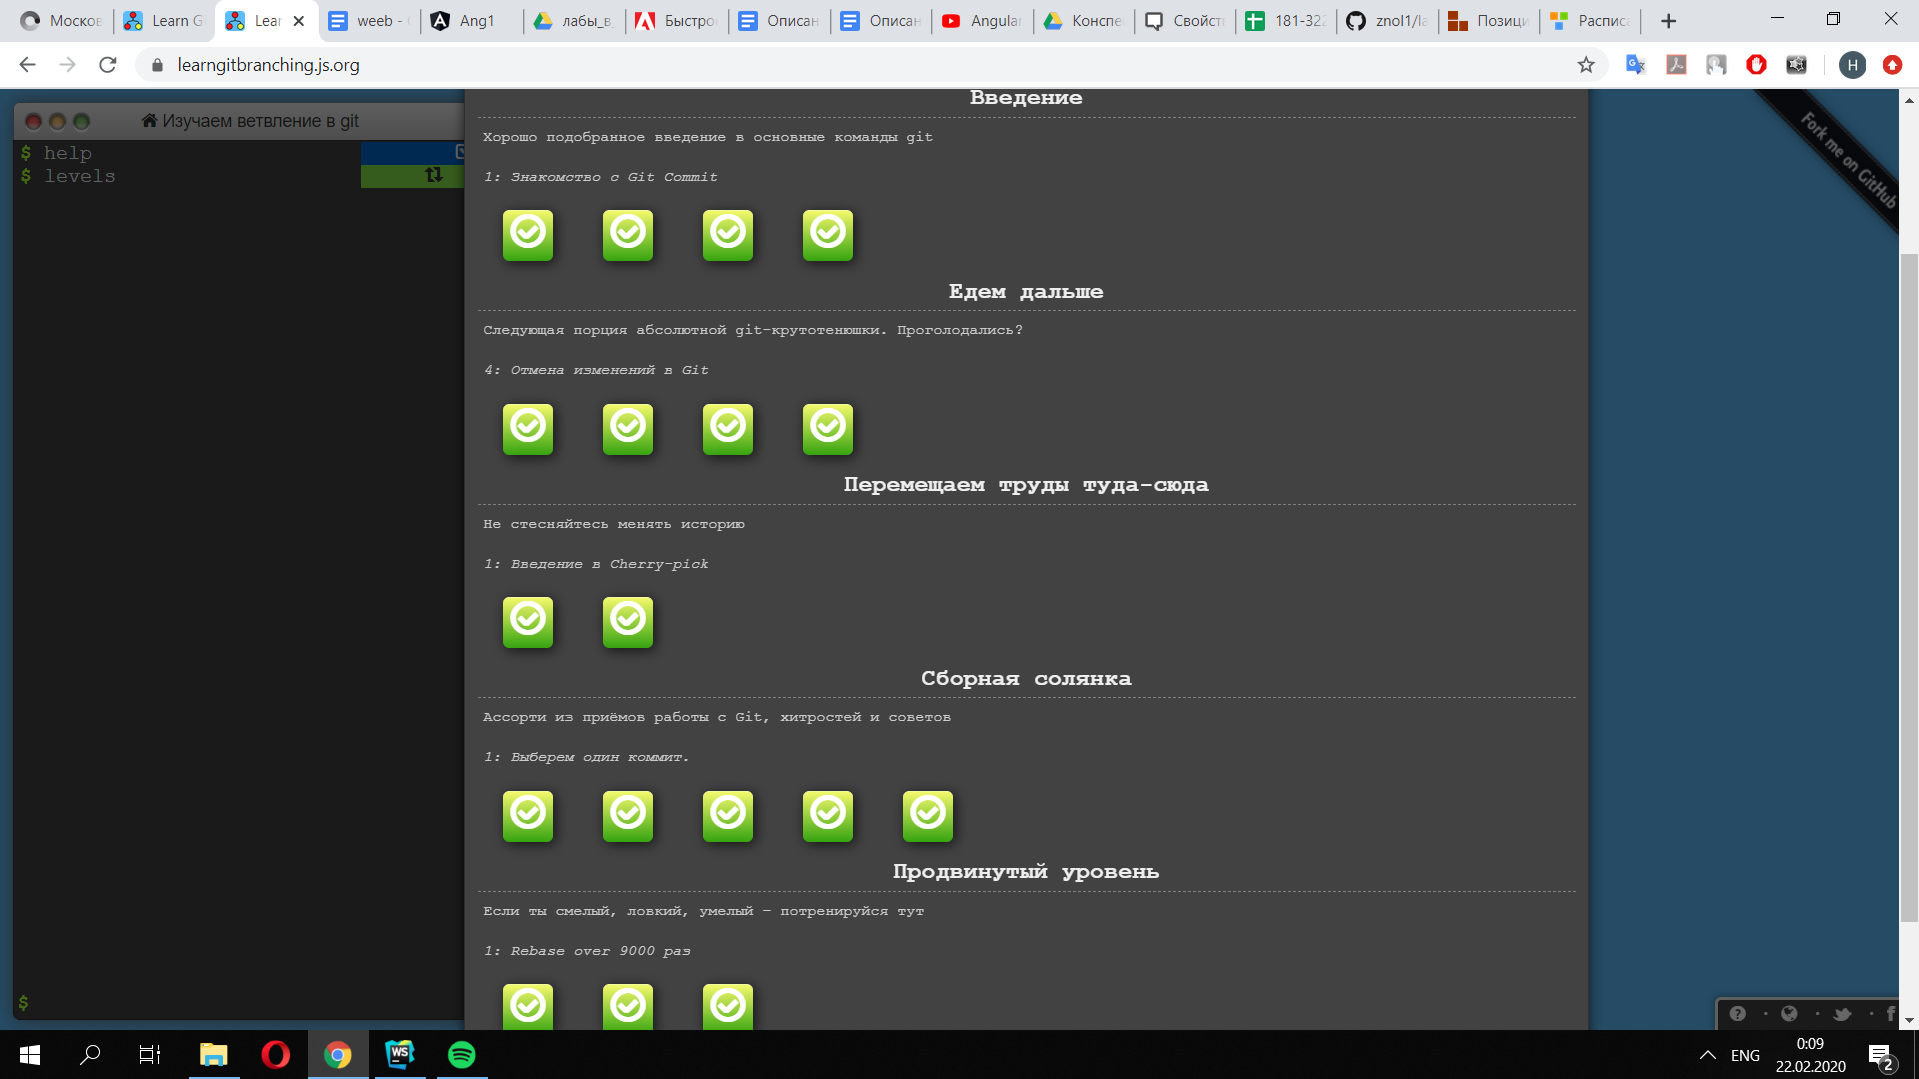 Москов
Learn G
Lear
weeb - 
Ang1
лабы_в_
Быстро
Описан
Описан
Angular
Конспе
Свойст
181-322
znol1/la
Позици
Расписа
learngitbranching.js.org
H
Изучаем ветвление в git
$ help
$ levels
$
Введение
Хорошо подобранное введение в основные команды git
1: Знакомство с Git Commit
Едем дальше
Следующая порция абсолютной git-крутотенюшки. Проголодались?
4: Отмена изменений в Git
Перемещаем труды туда-сюда
Не стесняйтесь менять историю
1: Введение в Cherry-pick
Сборная солянка
Ассорти из приёмов работы с Git, хитростей и советов
1: Выберем один коммит.
Продвинутый уровень
Если ты смелый, ловкий, умелый – потренируйся тут
1: Rebase over 9000 раз
Fork me on GitHub
WS
ENG
0:09
22.02.2020
2